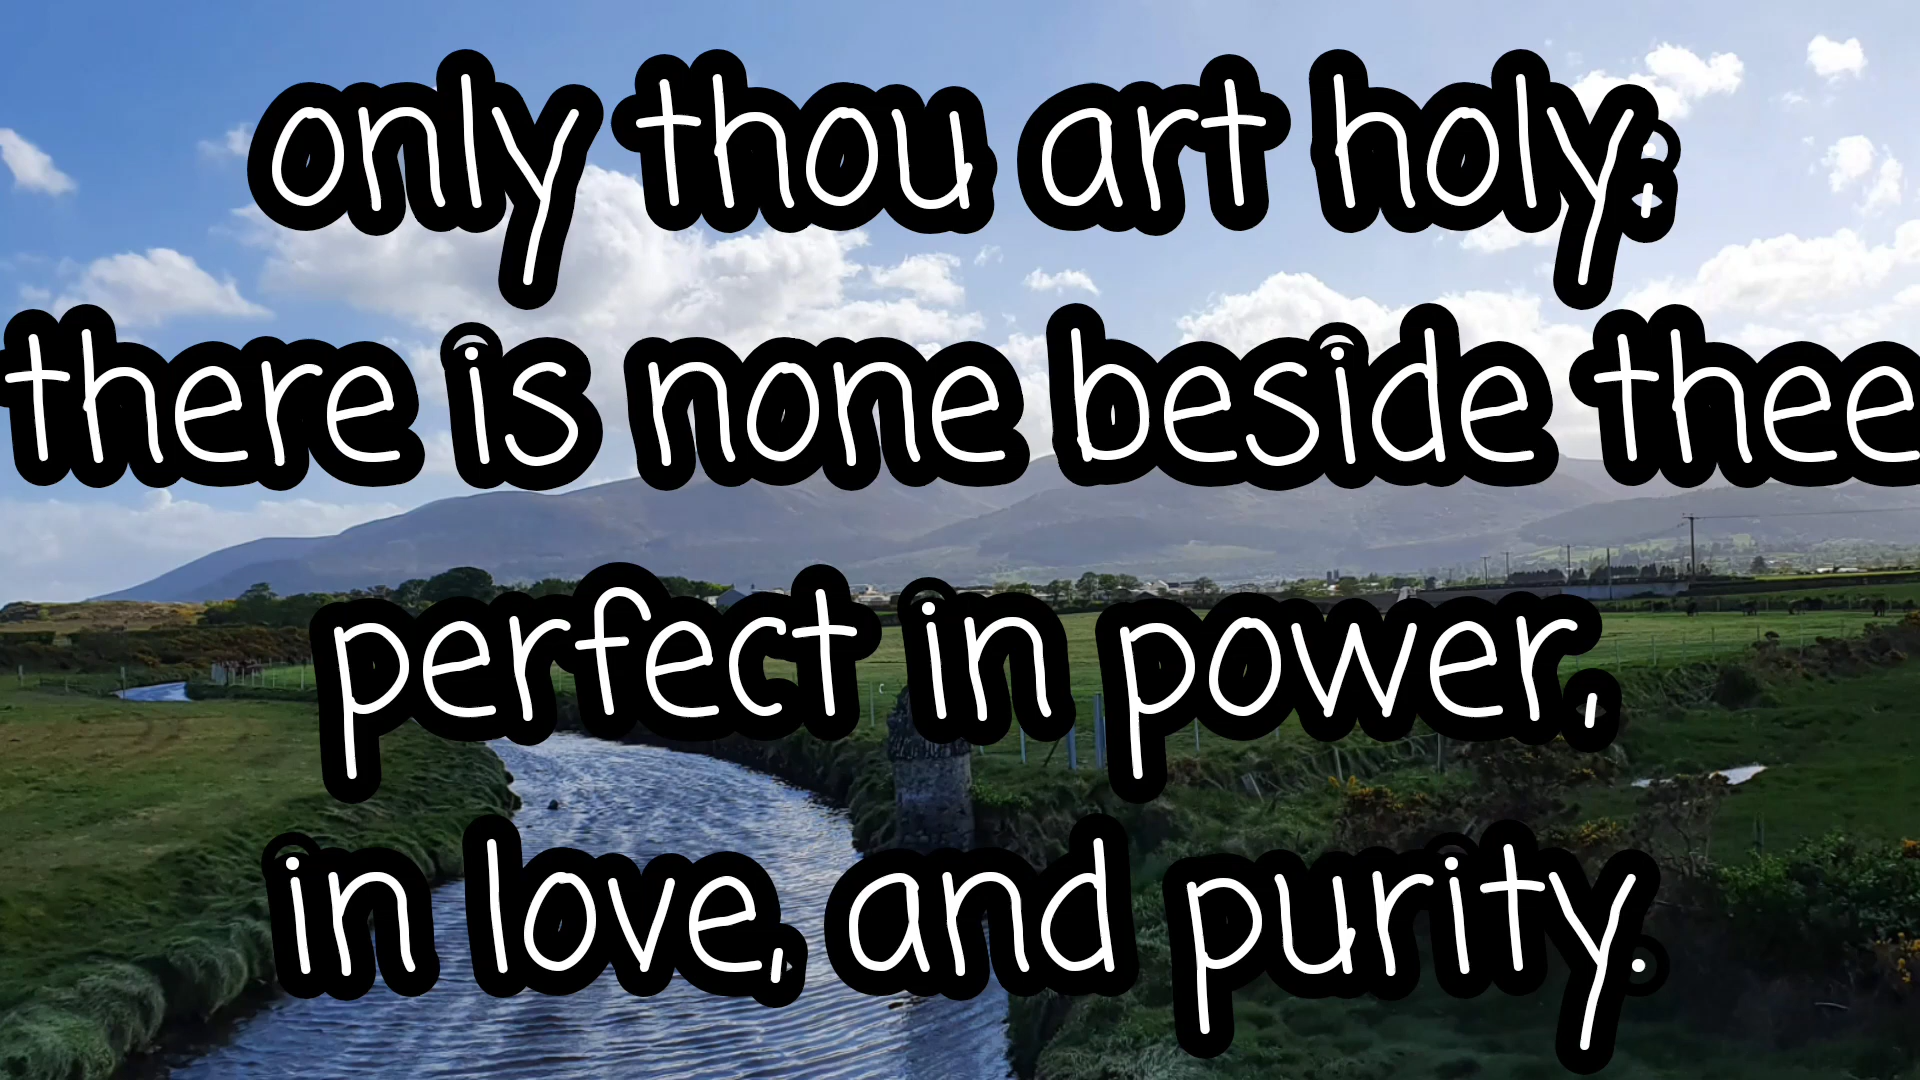 only thou art holy;
there is none beside thee
perfect in power,
in love, and purity.